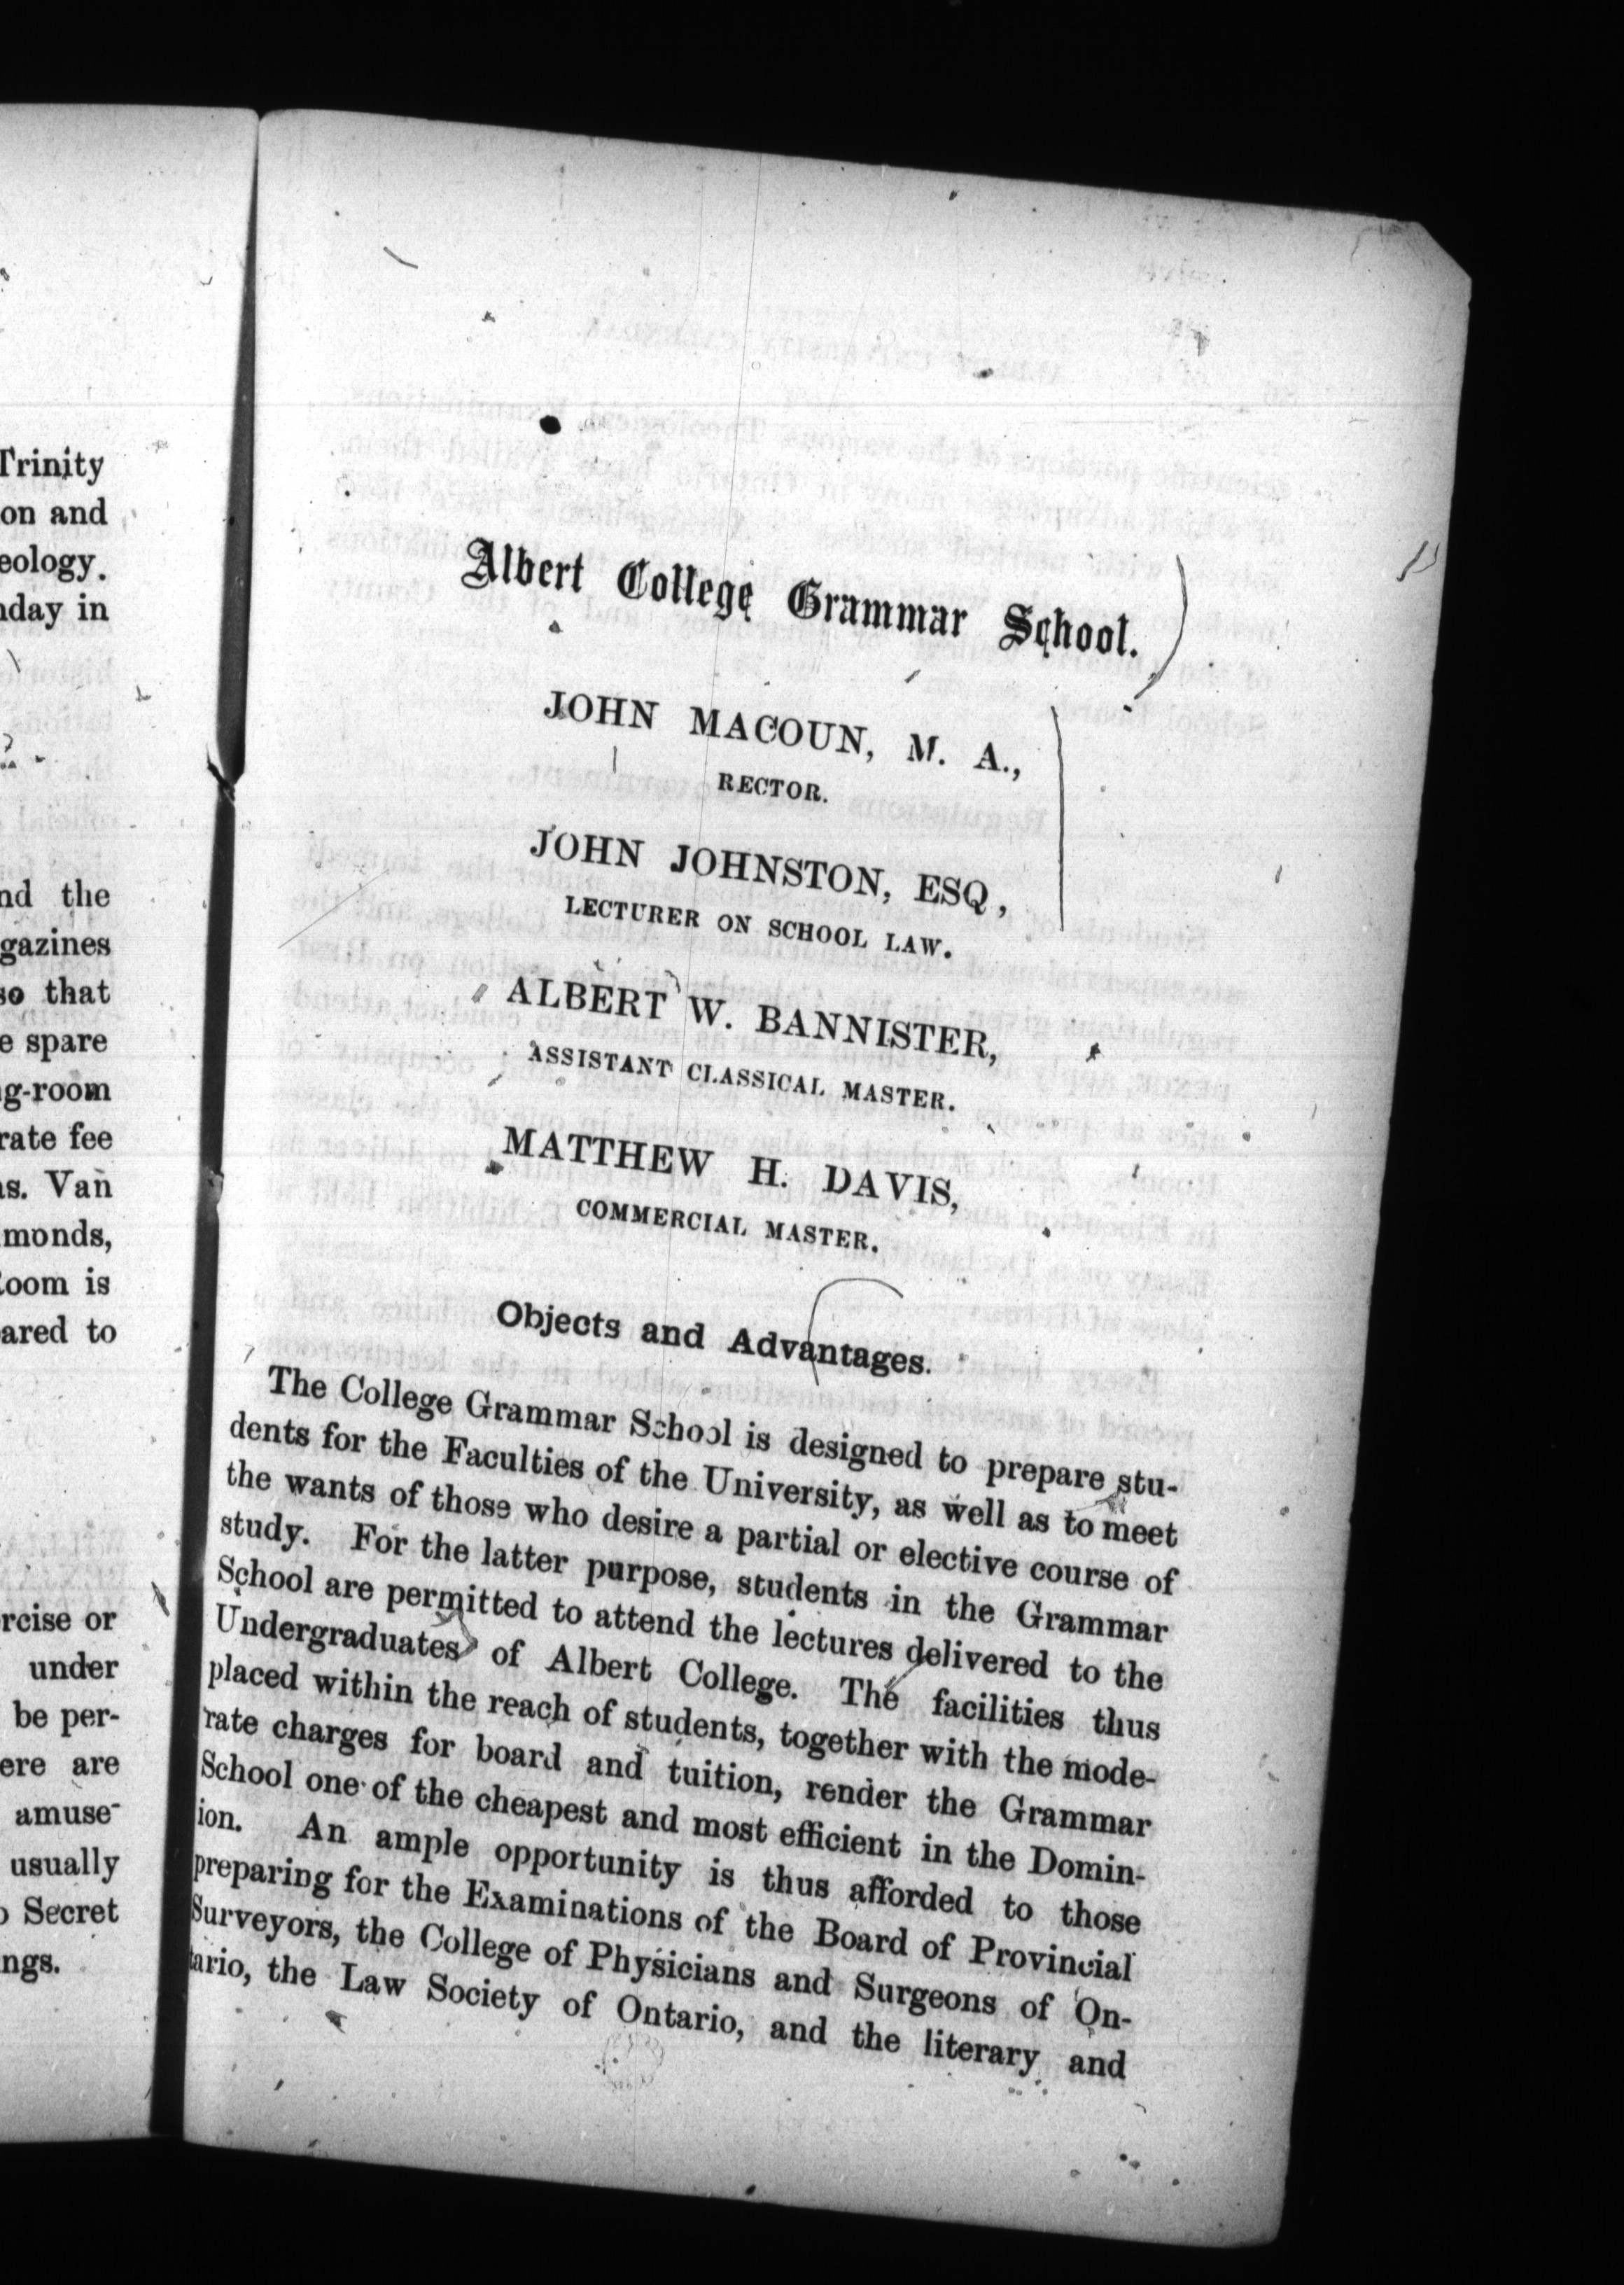 Trinity
on and
eology.
day in
nd the
gazines
so that
e spare
g-room
rate fee
s. Van
monds,
Room is
ared to
rcise or
under
be per-
ere are
amuse-
usually
Secret
ngs.
Albert College Grammar School.
JOHN MACOUN, M. A.,
RECTOR.
JOHN JOHNSTON, ESQ,
LECTURER ON SCHOOL LAW.
ALBERT W. BANNISTER,
ASSISTANT CLASSICAL MASTER.
MATTHEW H. DAVIS,
COMMERCIAL MASTER.
Objects and Advantages.
The College Grammar School is designed to prepare stu-
dents for the Faculties of the University, as well as to meet
the wants of those who desire a partial or elective course of
study. For the latter purpose, students in the Grammar
School are permitted to attend the lectures delivered to the
Undergraduates of Albert College. The facilities thus
placed within the reach of students, together with the mode-
rate charges for board and tuition, render the Grammar
School one of the cheapest and most efficient in the Domin-
ion. An ample opportunity is thus afforded to those
preparing for the Examinations of the Board of Provincial
Surveyors, the College of Physicians and Surgeons of On-
tario, the Law Society of Ontario, and the literary and